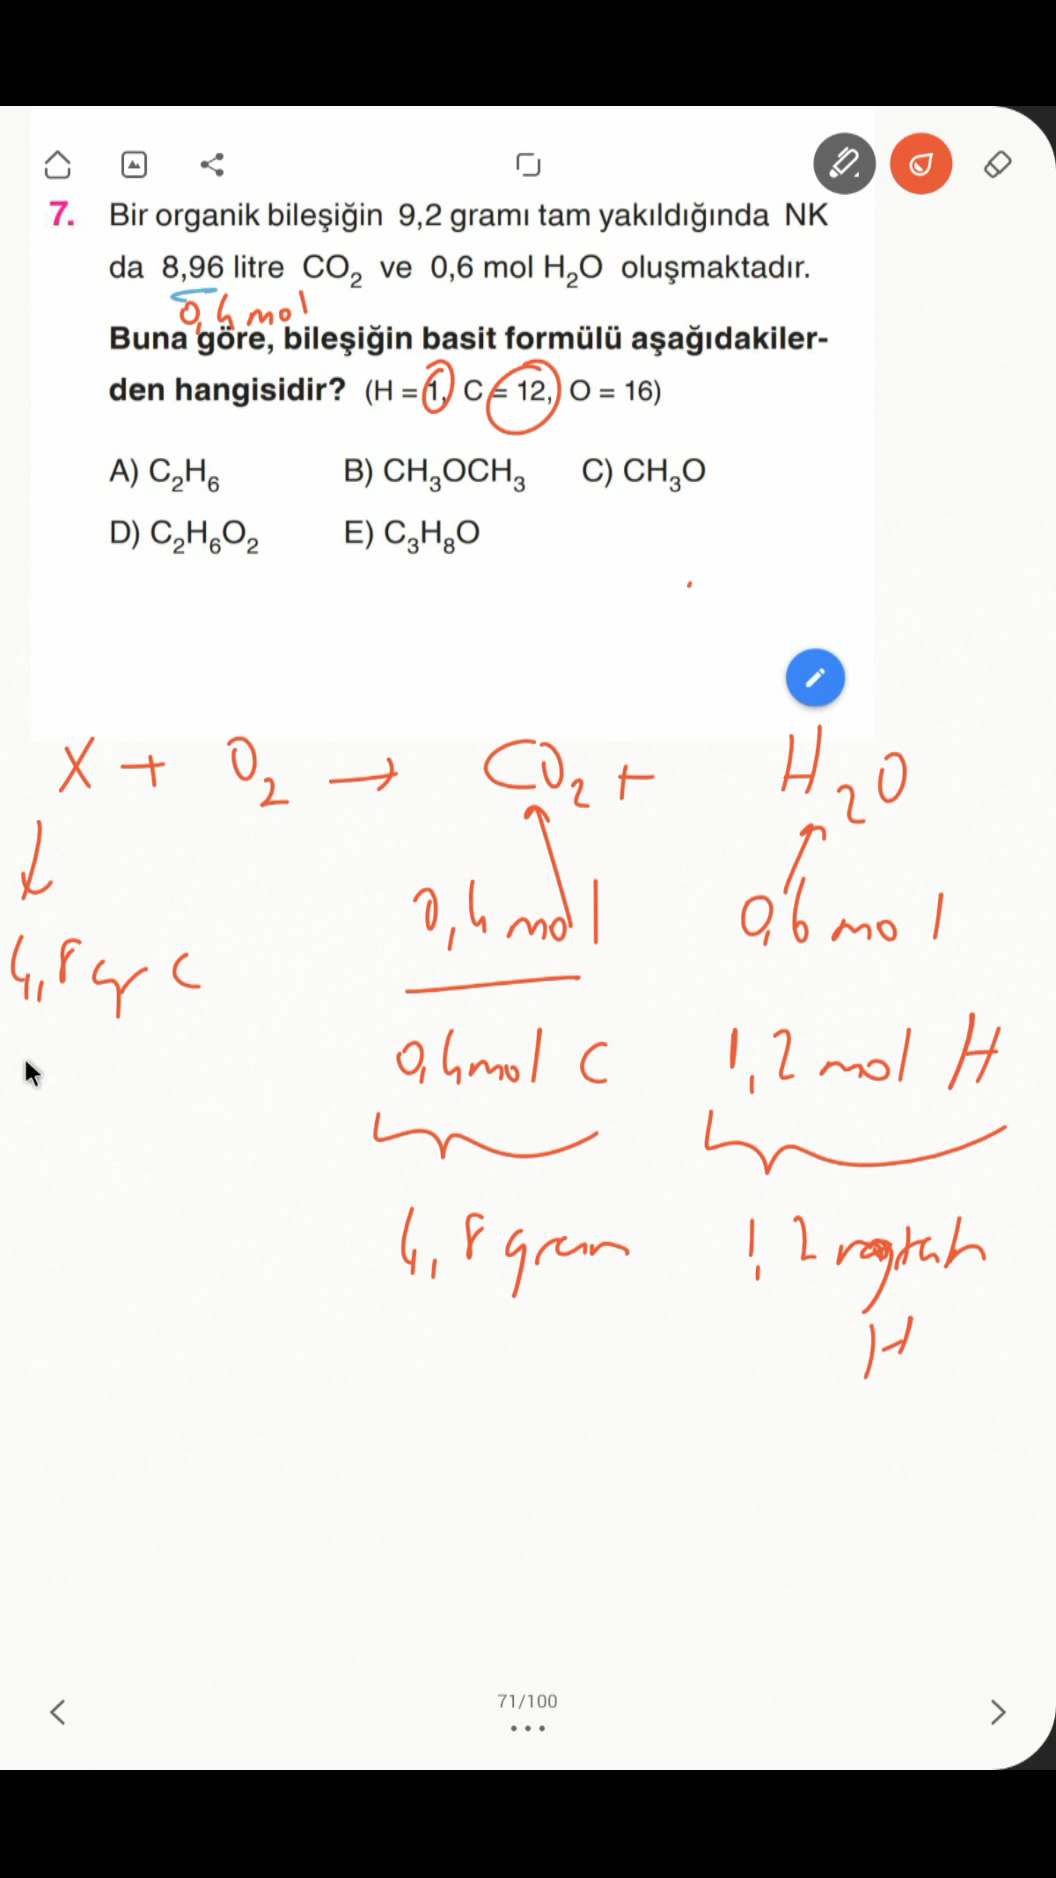 7. Bir organik bileşiğin 9,2 gramı tam yakıldığında NK
da 8,96 litre CO₂ ve 0,6 mol H₂O oluşmaktadır.
0,4 mol
Buna göre, bileşiğin basit formülü aşağıdakiler-
den hangisidir? (H = 1, C = 12, O = 16)
A) C₂H₆ B) CH₃OCH₃ C) CH₃O
D) C₂H₆O₂ E) C₃H₈O
X + O₂ → CO₂ + H₂O
0,4 mol 0,6 mol
4,8 gr C
0,4 mol C 1,2 mol H
4,8 gram 1,2
H
71/100